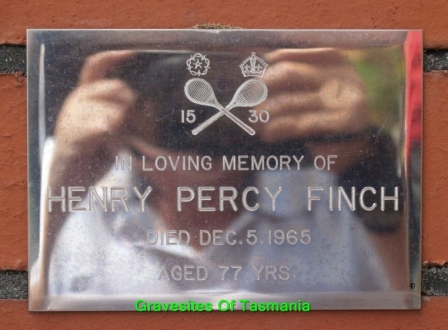 15 30
IN LOVING MEMORY OF
HENRY PERCY FINCH
DIED DEC. 5. 1965
AGED 77 YRS.
Gravesites Of Tasmania